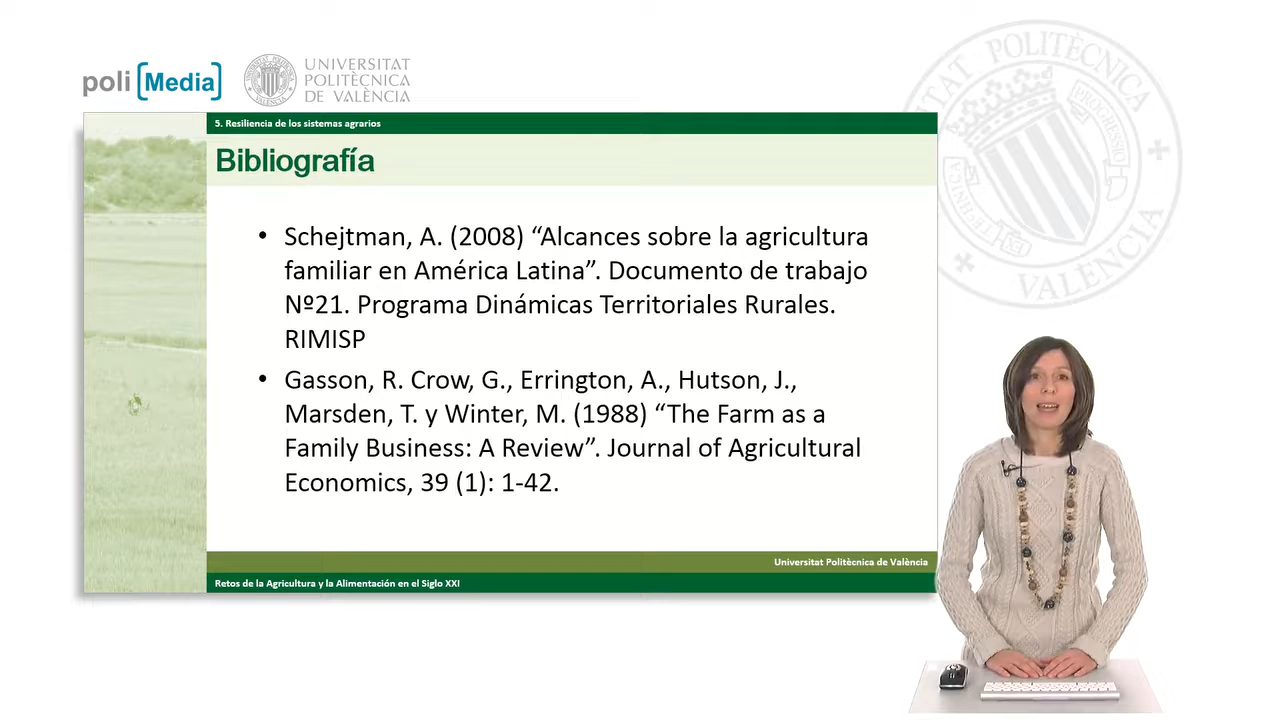 poli [Media]
UNIVERSITAT
POLITÈCNICA
DE VALÈNCIA
5. Resiliencia de los sistemas agrarios
Bibliografía
• Schejtman, A. (2008) “Alcances sobre la agricultura
familiar en América Latina”. Documento de trabajo
Nº21. Programa Dinámicas Territoriales Rurales.
RIMISP
• Gasson, R. Crow, G., Errington, A., Hutson, J.,
Marsden, T. y Winter, M. (1988) “The Farm as a
Family Business: A Review”. Journal of Agricultural
Economics, 39 (1): 1-42.
Universitat Politècnica de València
Retos de la Agricultura y la Alimentación en el Siglo XXI
POLITÈCNICA
VALÈNCIA